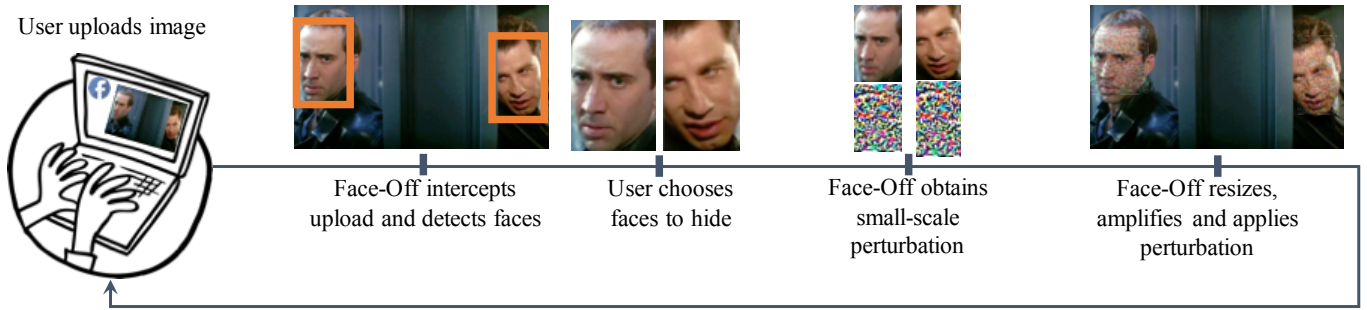 User uploads image
f
Face-Off intercepts
upload and detects faces
User chooses
faces to hide
Face-Off obtains
small-scale
perturbation
Face-Off resizes,
amplifies and applies
perturbation